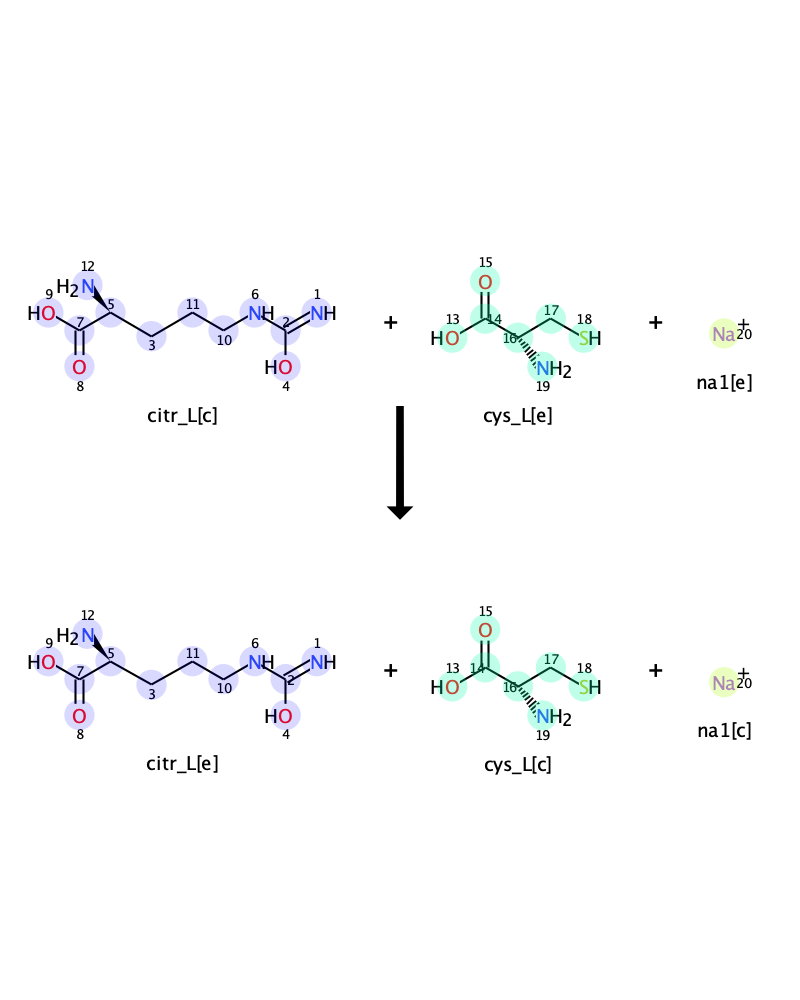 12
9 H2N 5 11 6 1
HO 7 NH 2 NH
3 10
O HO
8 4
citr_L[c]
+
15
O
13 14 17 18
HO 16 SH
NH2
19
cys_L[e]
+
Na+ 20
na1[e]
12
9 H2N 5 11 6 1
HO 7 NH 2 NH
3 10
O HO
8 4
citr_L[e]
+
15
O
13 14 17 18
HO 16 SH
NH2
19
cys_L[c]
+
Na+ 20
na1[c]